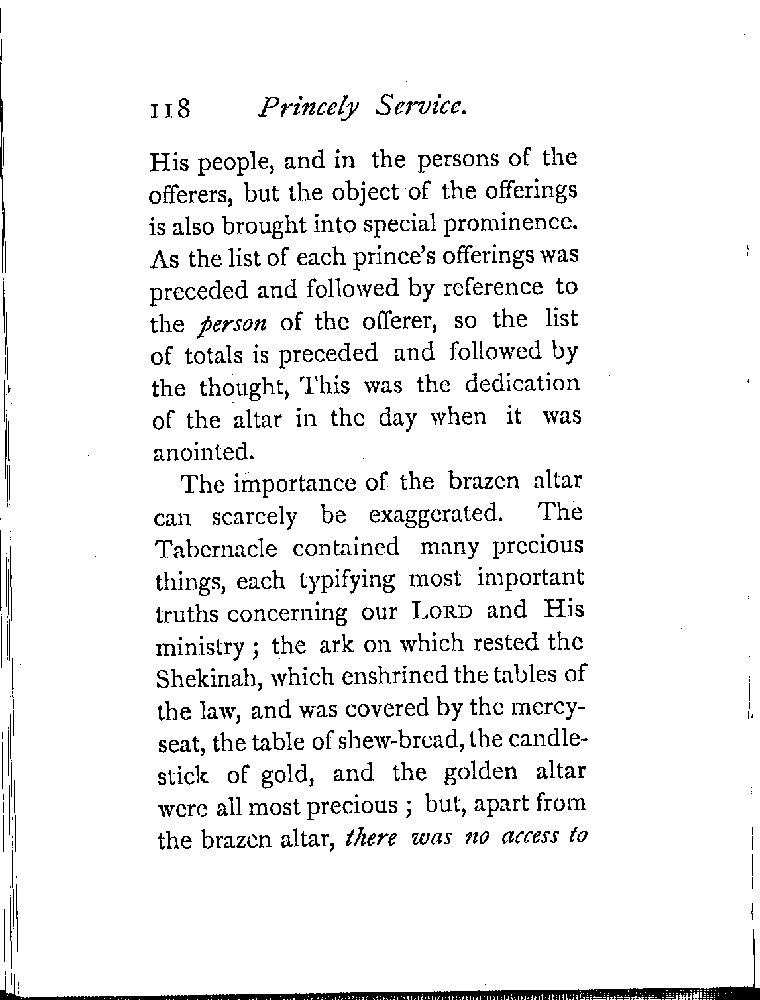 118 Princely Service.
His people, and in the persons of the
offerers, but the object of the offerings
is also brought into special prominence.
As the list of each prince's offerings was
preceded and followed by reference to
the person of the offerer, so the list
of totals is preceded and followed by
the thought, This was the dedication
of the altar in the day when it was
anointed.
The importance of the brazen altar
can scarcely be exaggerated. The
Tabernacle contained many precious
things, each typifying most important
truths concerning our LORD and His
ministry ; the ark on which rested the
Shekinah, which enshrined the tables of
the law, and was covered by the mercy-
seat, the table of shew-bread, the candle-
stick of gold, and the golden altar
were all most precious ; but, apart from
the brazen altar, there was no access to